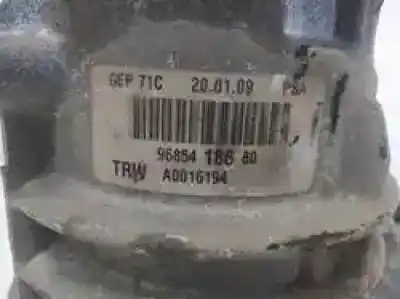 GEP 71C 20.01.09 PSA
96854 186 80
TRW A0016194